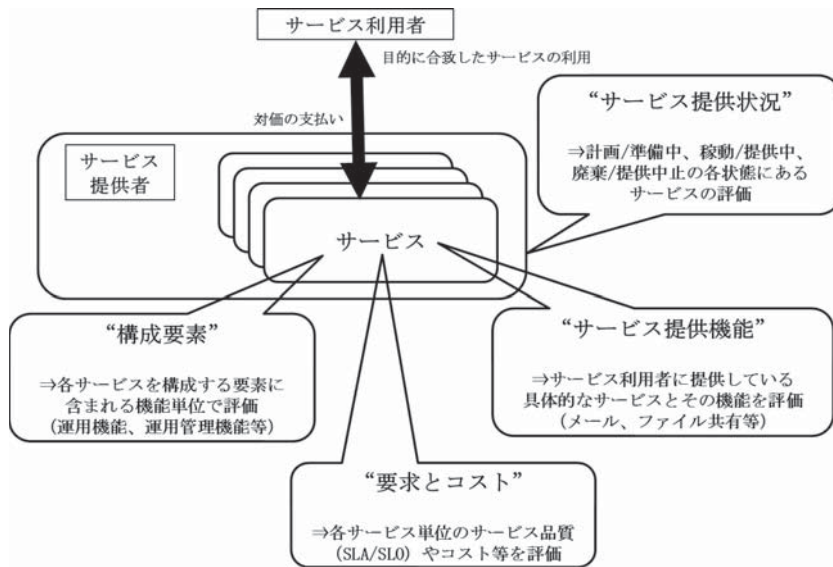 サービス利用者
目的に合致したサービスの利用
対価の支払い
サービス
提供者
サービス
“サービス提供状況”
⇒計画/準備中、稼動/提供中、
廃棄/提供中止の各状態にある
サービスの評価
“構成要素”
⇒各サービスを構成する要素に
含まれる機能単位で評価
(運用機能、運用管理機能等)
“サービス提供機能”
⇒サービス利用者に提供している
具体的なサービスとその機能を評価
(メール、ファイル共有等)
“要求とコスト”
⇒各サービス単位のサービス品質
(SLA/SLO) やコスト等を評価